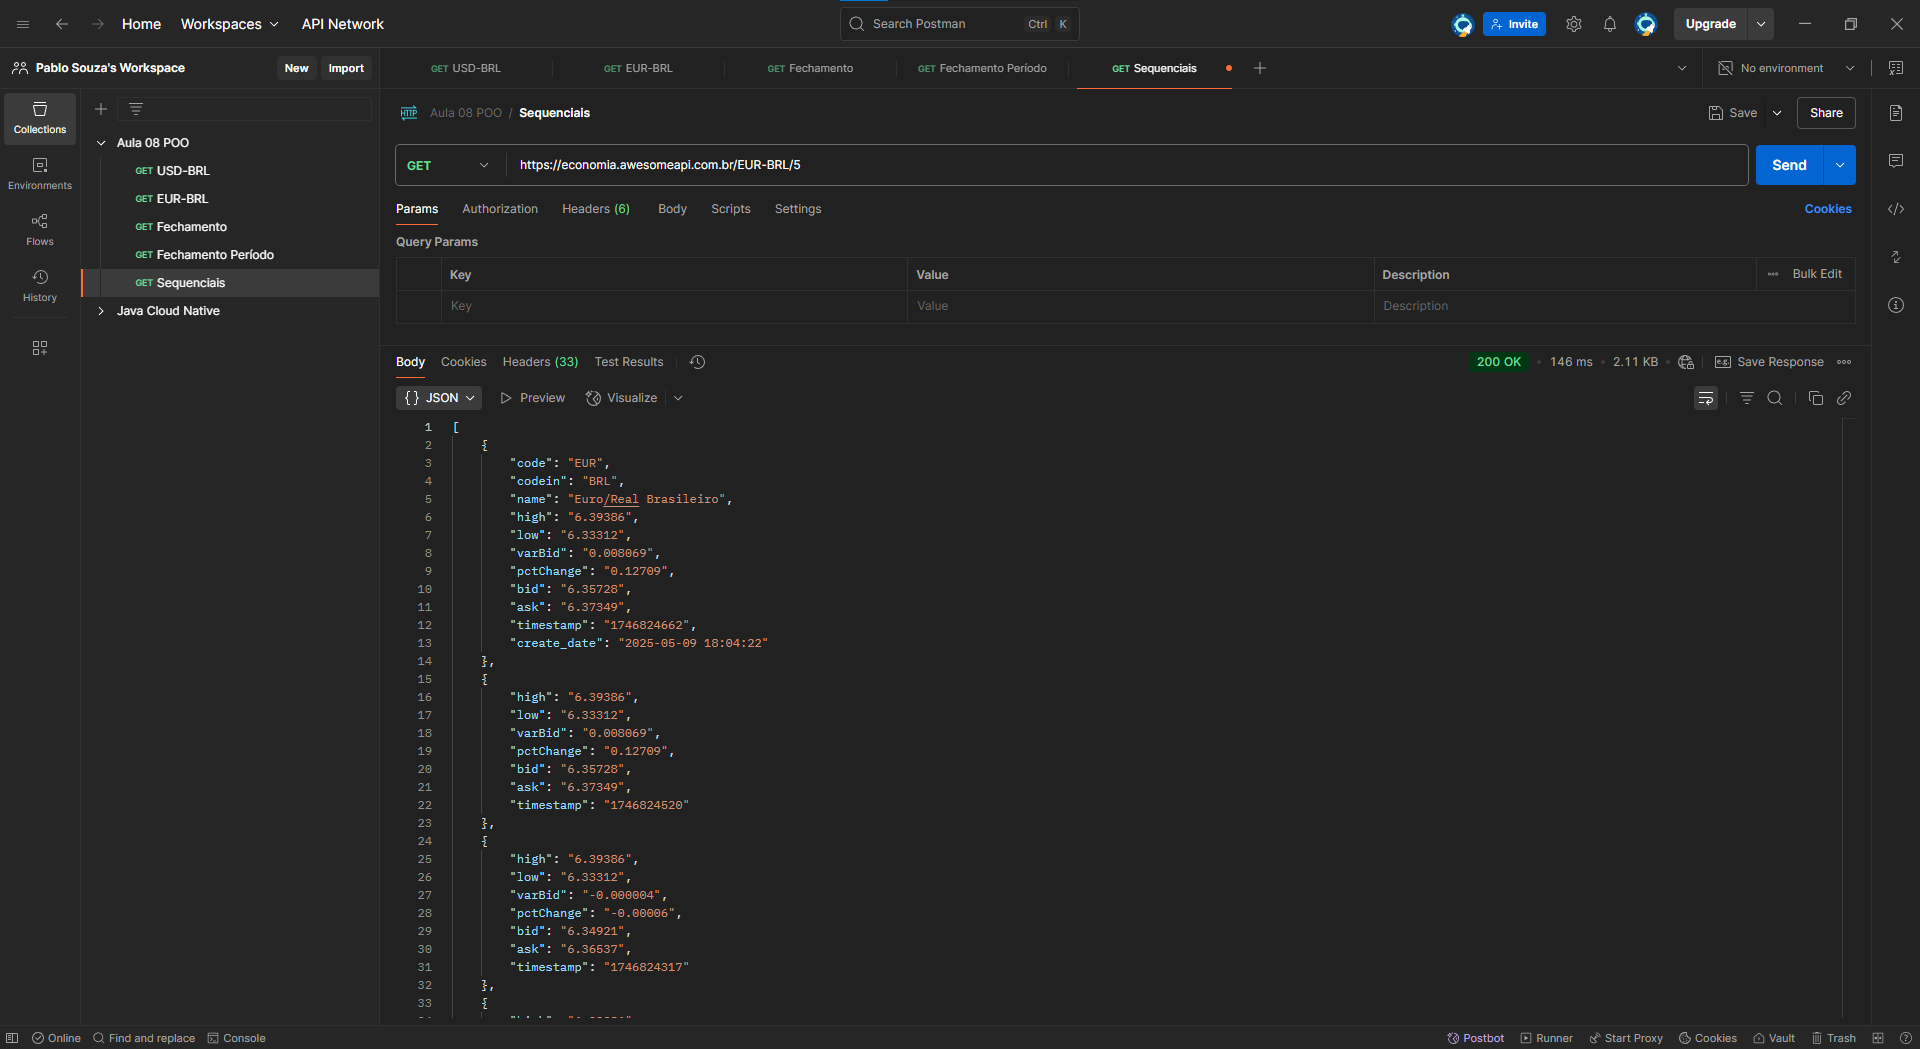 Home
Workspaces
API Network
Search Postman
Ctrl
K
Invite
Upgrade
Pablo Souza's Workspace
New
Import
GET USD-BRL
GET EUR-BRL
GET Fechamento
GET Fechamento Período
GET Sequenciais
No environment
Collections
Environments
Flows
History
Aula 08 POO
GET USD-BRL
GET EUR-BRL
GET Fechamento
GET Fechamento Período
GET Sequenciais
Java Cloud Native
HTTP
Aula 08 POO / Sequenciais
Save
Share
GET
https://economia.awesomeapi.com.br/EUR-BRL/5
Send
Params
Authorization
Headers (6)
Body
Scripts
Settings
Cookies
Query Params
Key
Value
Description
Bulk Edit
Key
Value
Description
Body
Cookies
Headers (33)
Test Results
200 OK
146 ms
2.11 KB
e.g.
Save Response
{} JSON
Preview
Visualize
1 [
2 {
3 "code": "EUR",
4 "codein": "BRL",
5 "name": "Euro/Real Brasileiro",
6 "high": "6.39386",
7 "low": "6.33312",
8 "varBid": "0.008069",
9 "pctChange": "0.12709",
10 "bid": "6.35728",
11 "ask": "6.37349",
12 "timestamp": "1746824662",
13 "create_date": "2025-05-09 18:04:22"
14 },
15 {
16 "high": "6.39386",
17 "low": "6.33312",
18 "varBid": "0.008069",
19 "pctChange": "0.12709",
20 "bid": "6.35728",
21 "ask": "6.37349",
22 "timestamp": "1746824520"
23 },
24 {
25 "high": "6.39386",
26 "low": "6.33312",
27 "varBid": "-0.000004",
28 "pctChange": "-0.00006",
29 "bid": "6.34921",
30 "ask": "6.36537",
31 "timestamp": "1746824317"
32 },
33 {
Online
Find and replace
Console
Postbot
Runner
Start Proxy
Cookies
Vault
Trash